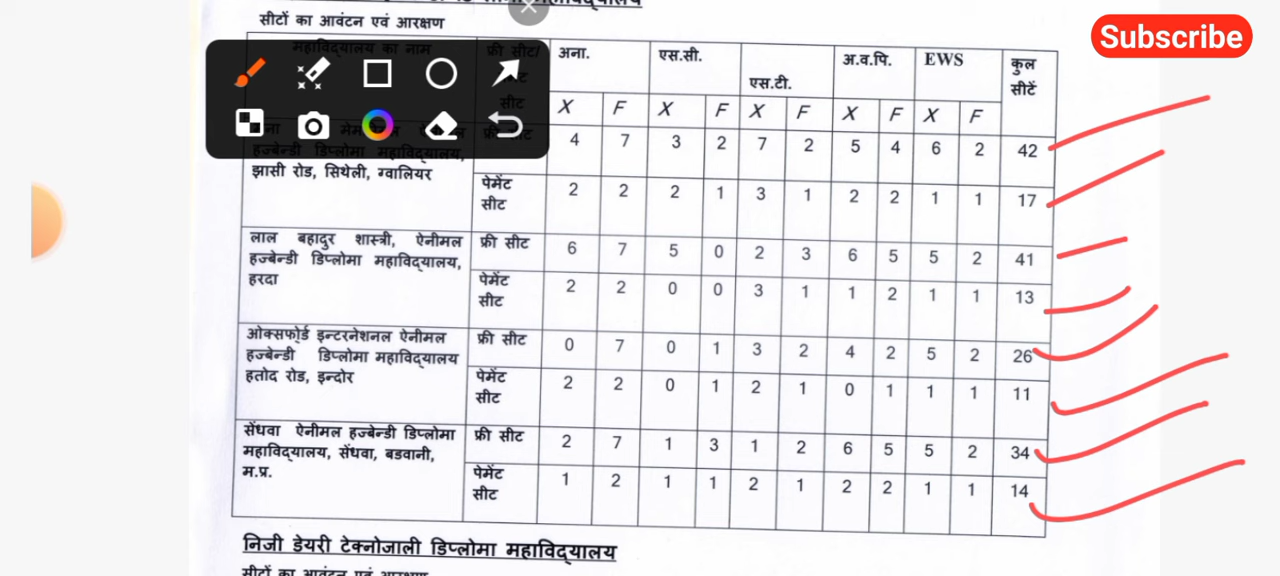 सीटों का आवंटन एवं आरक्षण
महाविद्यालय का नाम फ्री सीट/ अना. एस.सी. एस.टी. अ.व.पि. EWS कुल सीटें
सीट X F X F X F X F X F
Subscribe
फ्री सीट 4 7 3 2 7 2 5 4 6 2 42
हज्बेन्डी डिप्लोमा महाविद्यालय,
झासी रोड, सिथेली, ग्वालियर
पेमेंट सीट 2 2 2 1 3 1 2 2 1 1 17
लाल बहादुर शास्त्री, ऐनीमल
हज्बेन्डी डिप्लोमा महाविद्यालय,
हरदा
फ्री सीट 6 7 5 0 2 3 6 5 5 2 41
पेमेंट सीट 2 2 0 0 3 1 1 2 1 1 13
ओक्सफोर्ड इन्टरनेशनल ऐनीमल
हज्बेन्डी डिप्लोमा महाविद्यालय
हतोद रोड, इन्दोर
फ्री सीट 0 7 0 1 3 2 4 2 5 2 26
पेमेंट सीट 2 2 0 1 2 1 0 1 1 1 11
सेंधवा ऐनीमल हज्बेन्डी डिप्लोमा
महाविद्यालय, सेंधवा, बडवानी,
म.प्र.
फ्री सीट 2 7 1 3 1 2 6 5 5 2 34
पेमेंट सीट 1 2 1 1 2 1 2 2 1 1 14
निजी डेयरी टेक्नोजाली डिप्लोमा महाविद्यालय
सीटों का आवंटन एवं आरक्षण